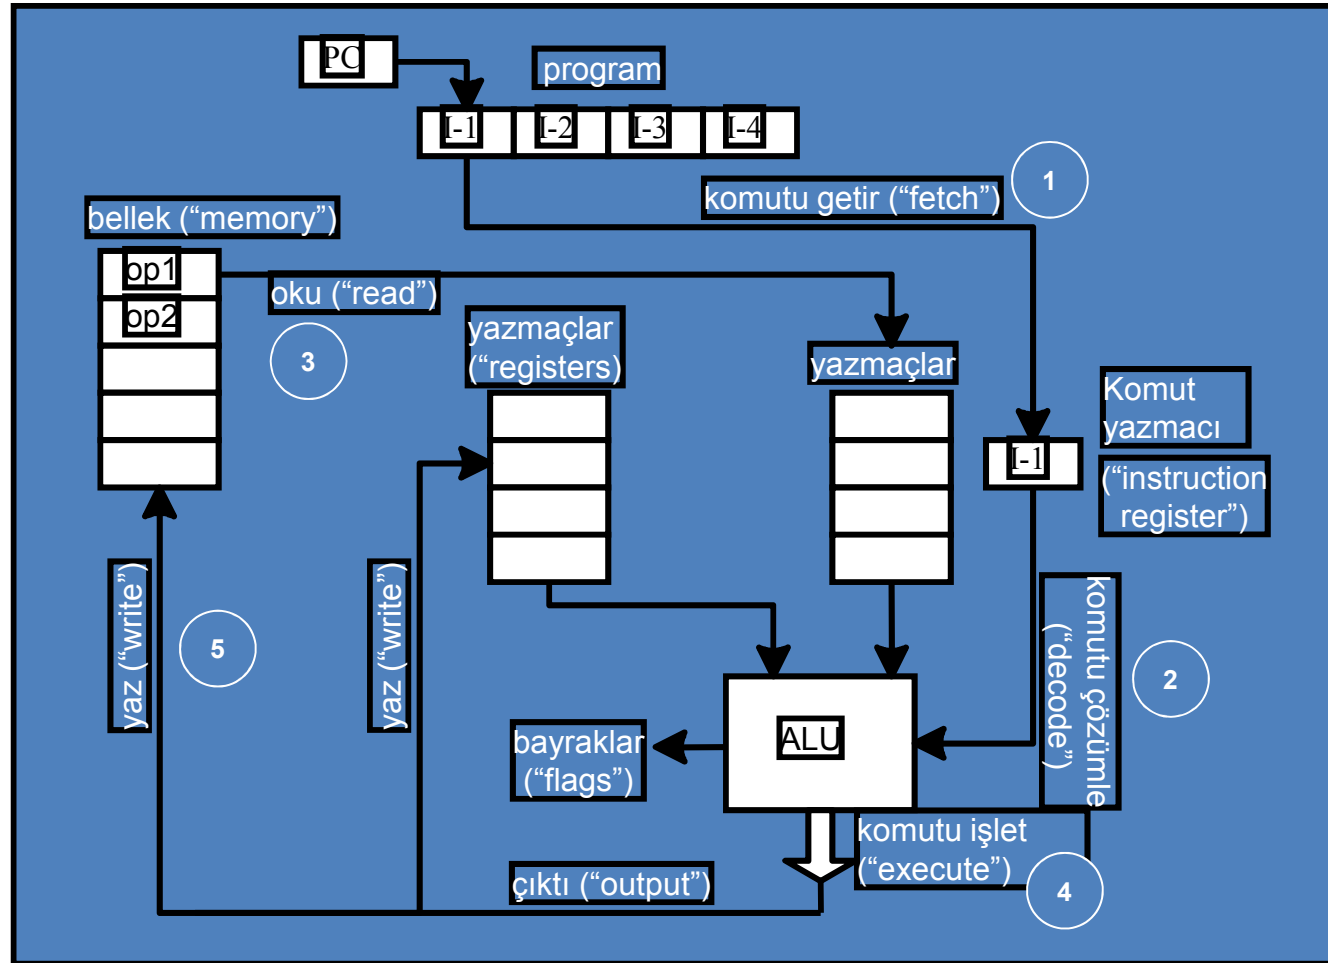 PC
program
I-1
I-2
I-3
I-4
komutu getir (“fetch”)
1
bellek (“memory”)
op1
op2
oku (“read”)
3
yazmaçlar
(“registers)
yazmaçlar
Komut
yazmacı
I-1
(“instruction
register”)
yaz (“write”)
5
yaz (“write”)
komutu çözümle
(“decode”)
2
ALU
bayraklar
(“flags”)
komutu işlet
(“execute”)
4
çıktı (“output”)